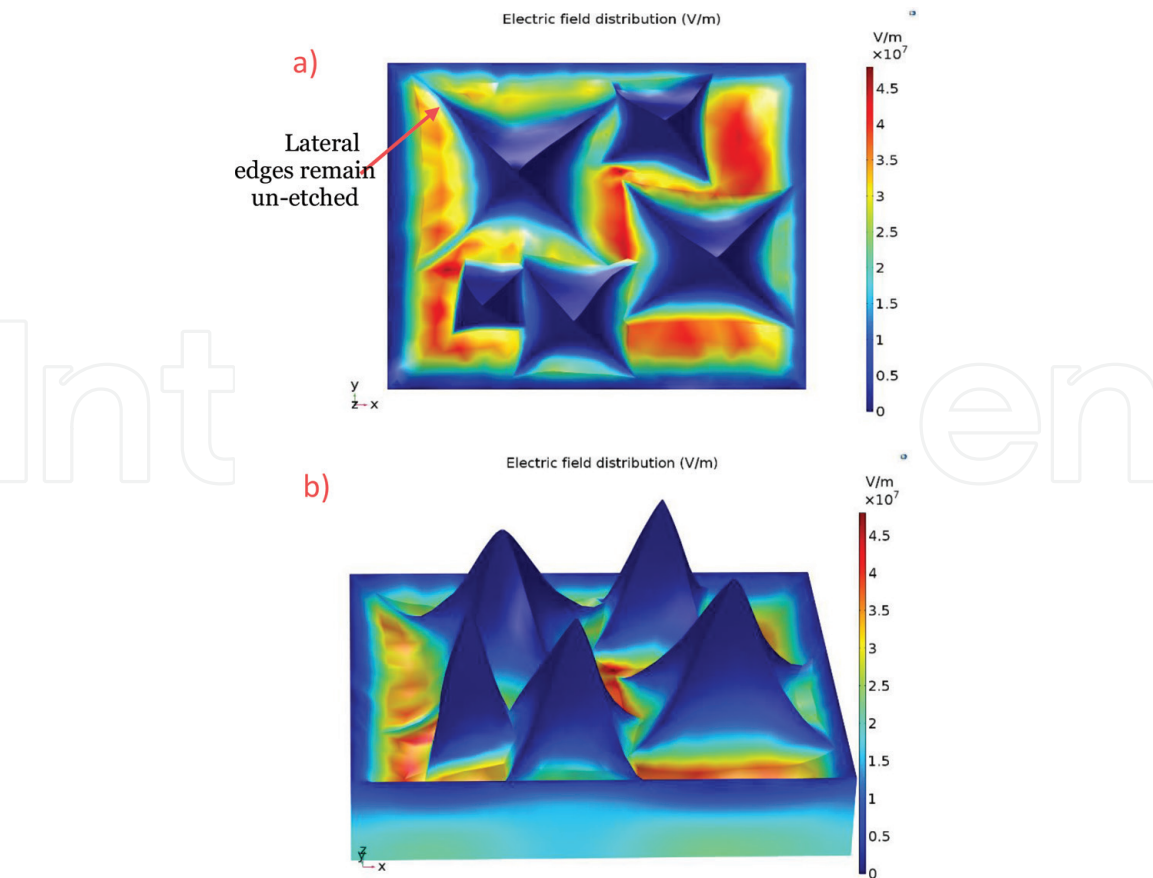 Electric field distribution (V/m)
a)
V/m
×10⁷
4.5
4
3.5
3
2.5
2
1.5
1
0.5
0
Lateral
edges remain
un-etched
y
z x
Int en
Electric field distribution (V/m)
b)
V/m
×10⁷
4.5
4
3.5
3
2.5
2
1.5
1
0.5
0
z
y
x